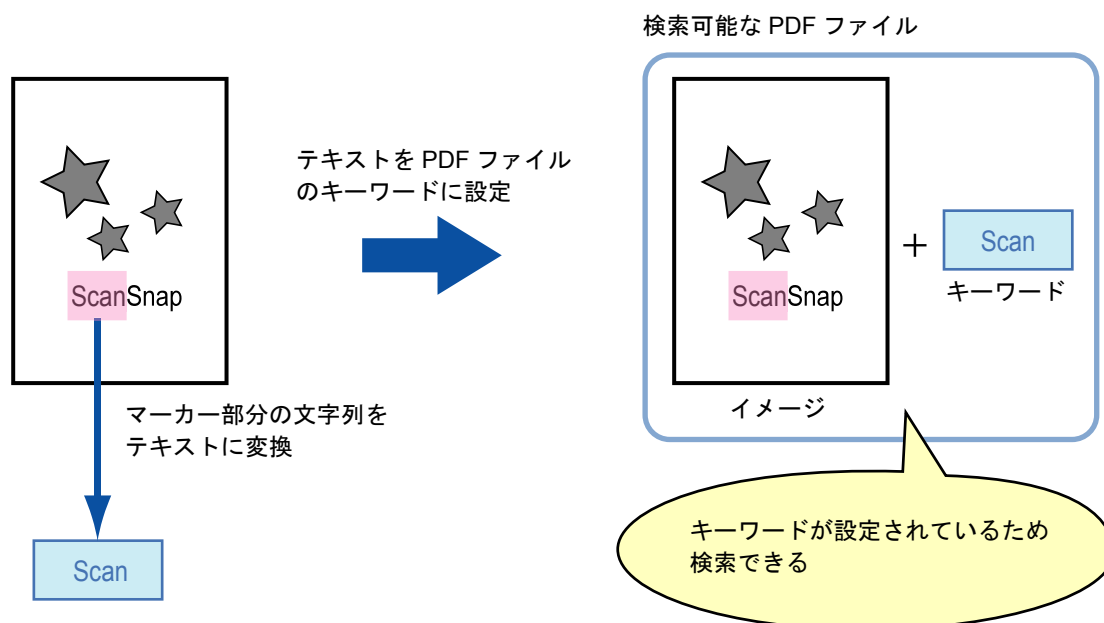 検索可能な PDF ファイル
テキストを PDF ファイル
のキーワードに設定
ScanSnap
マーカー部分の文字列を
テキストに変換
Scan
ScanSnap
イメージ
+
Scan
キーワード
キーワードが設定されているため
検索できる